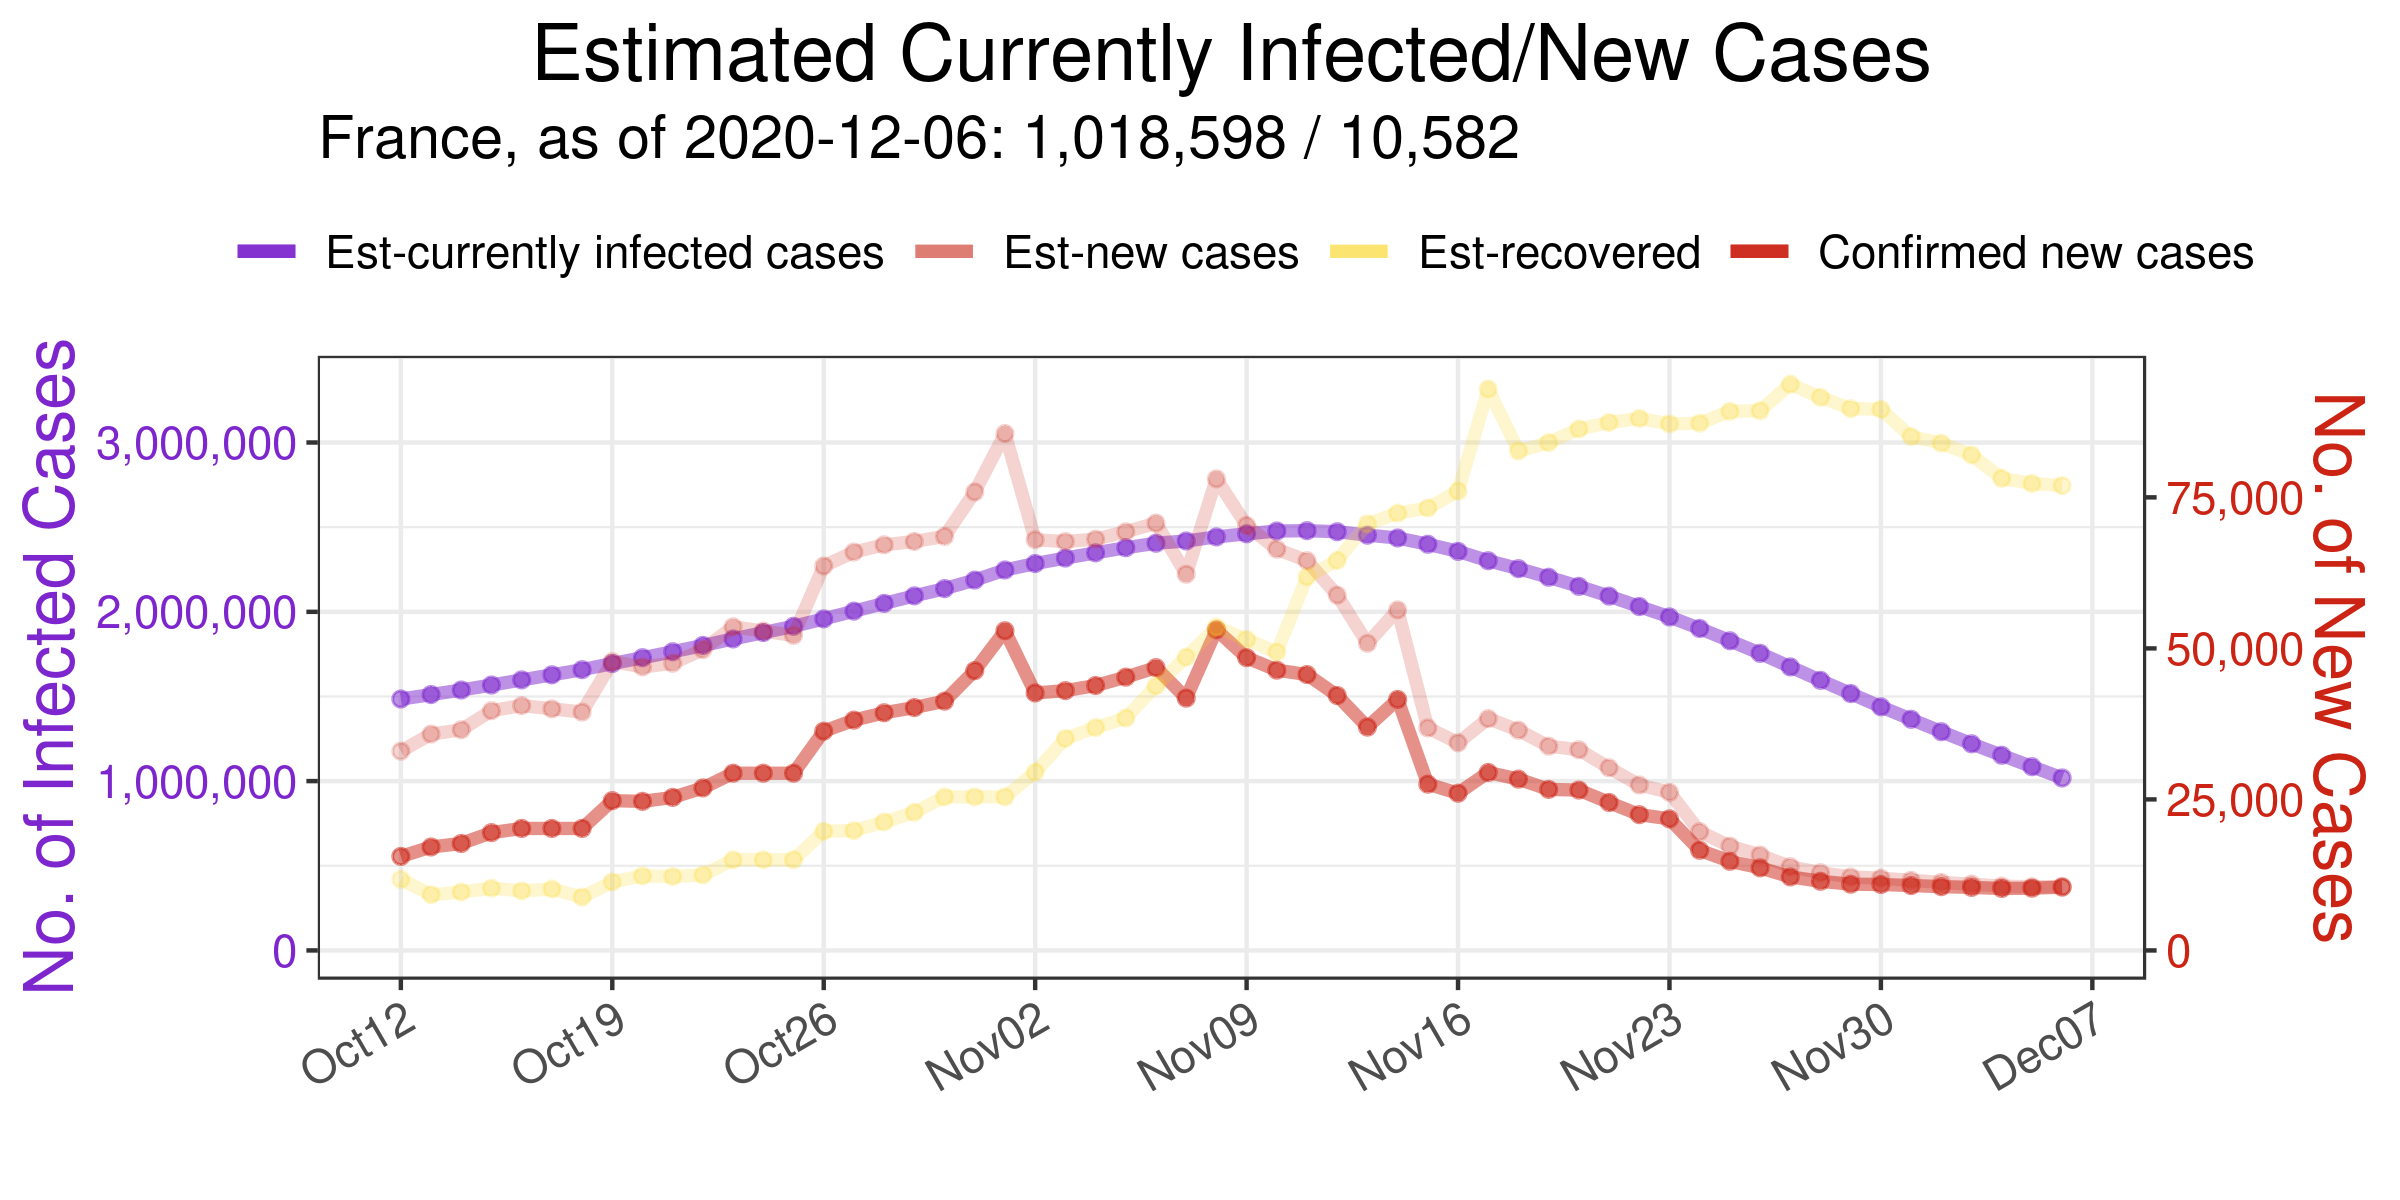 Estimated Currently Infected/New Cases
France, as of 2020-12-06: 1,018,598 / 10,582
Est-currently infected cases Est-new cases Est-recovered Confirmed new cases
No. of Infected Cases
3,000,000
2,000,000
1,000,000
0
75,000
50,000
25,000
0
No. of New Cases
Oct12 Oct19 Oct26 Nov02 Nov09 Nov16 Nov23 Nov30 Dec07